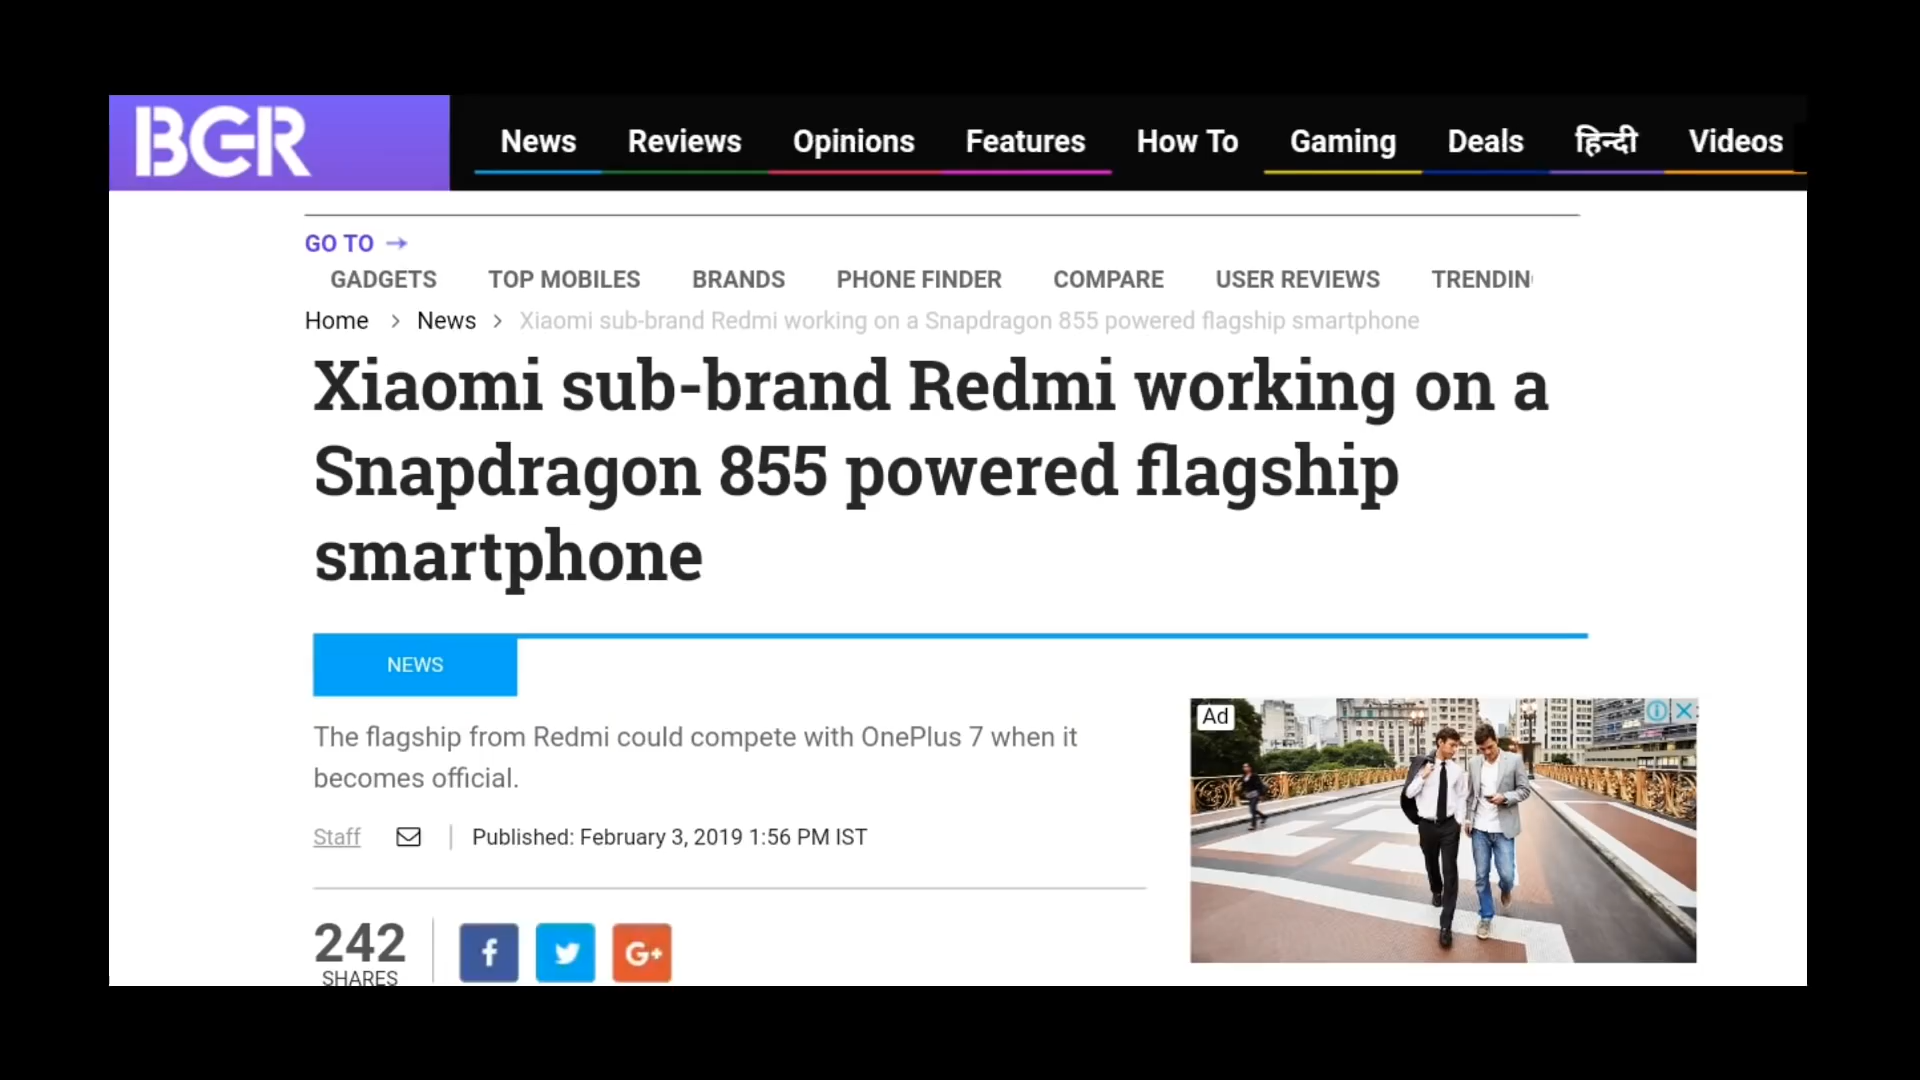 BGR
News Reviews Opinions Features How To Gaming Deals हिन्दी Videos
GO TO →
GADGETS TOP MOBILES BRANDS PHONE FINDER COMPARE USER REVIEWS TRENDIN
Home > News > Xiaomi sub-brand Redmi working on a Snapdragon 855 powered flagship smartphone
Xiaomi sub-brand Redmi working on a
Snapdragon 855 powered flagship
smartphone
NEWS
The flagship from Redmi could compete with OnePlus 7 when it
becomes official.
Staff | Published: February 3, 2019 1:56 PM IST
Ad
242
SHARES
f G+